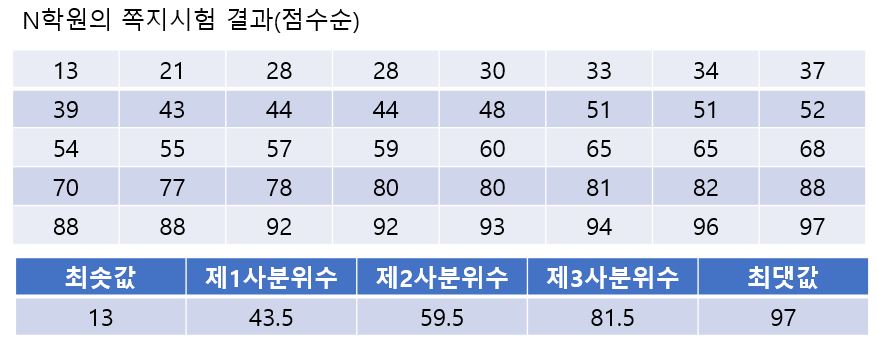 N학원의 쪽지시험 결과(점수순)
13 21 28 28 30 33 34 37
39 43 44 44 48 51 51 52
54 55 57 59 60 65 65 68
70 77 78 80 80 81 82 88
88 88 92 92 93 94 96 97
최솟값 제1사분위수 제2사분위수 제3사분위수 최댓값
13 43.5 59.5 81.5 97